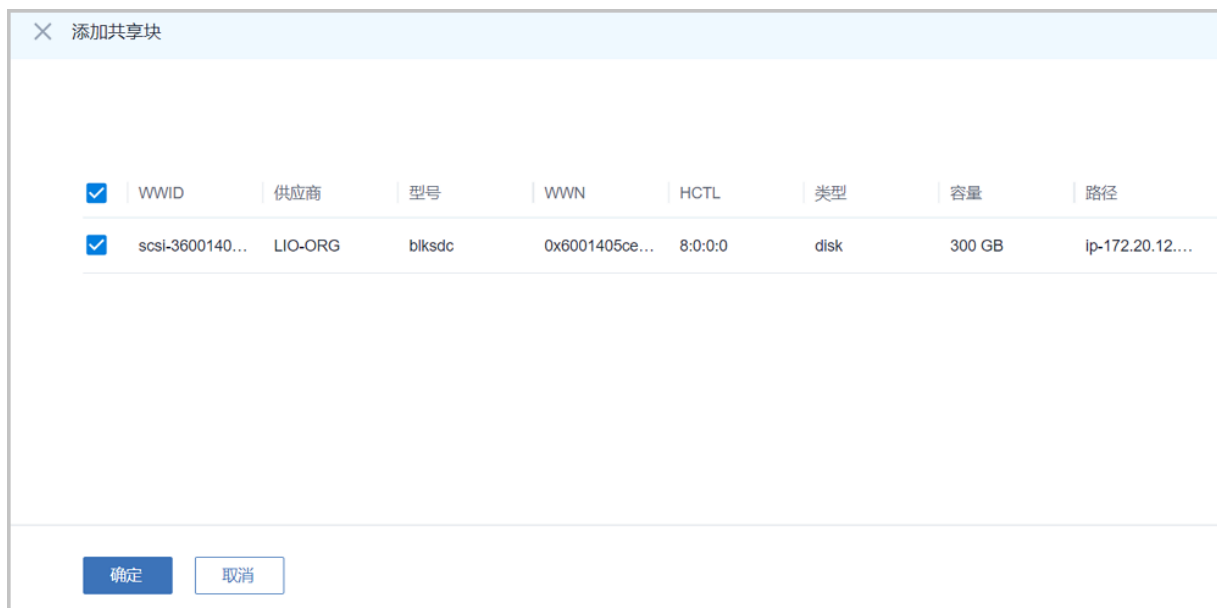 添加共享块
WWID 供应商 型号 WWN HCTL 类型 容量 路径
scsi-3600140... LIO-ORG blksdc 0x6001405ce... 8:0:0:0 disk 300 GB ip-172.20.12....
确定 取消